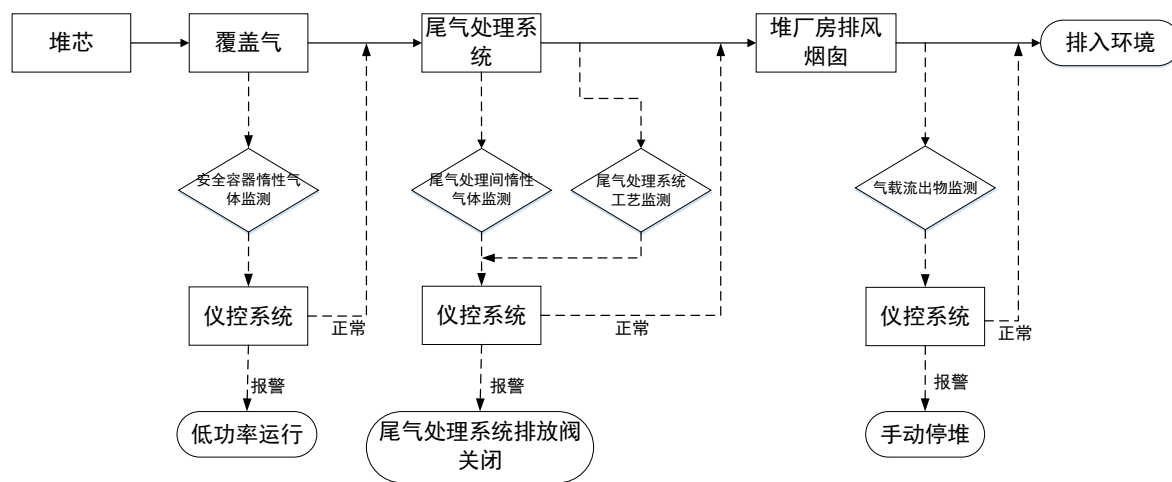 堆芯
覆盖气
尾气处理系
统
堆厂房排风
烟囱
排入环境
安全容器惰性气
体监测
尾气处理间惰性
气体监测
尾气处理系统
工艺监测
气载流出物监测
仪控系统
正常
仪控系统
正常
仪控系统
正常
报警
报警
报警
低功率运行
尾气处理系统排放阀
关闭
手动停堆